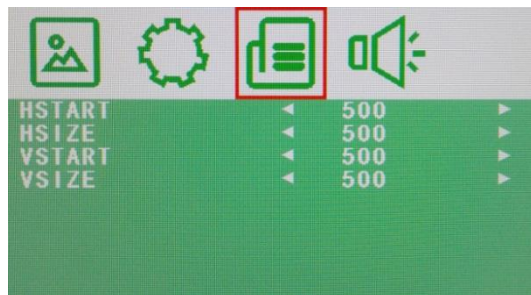 HSTART ◄ 500 ►
HSIZE ◄ 500 ►
VSTART ◄ 500 ►
VSIZE ◄ 500 ►